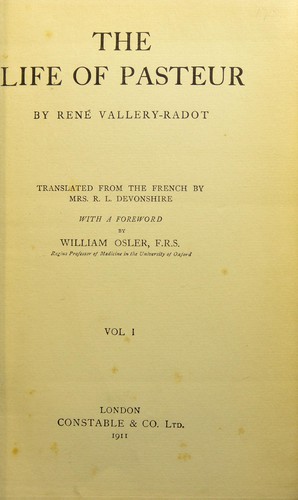 THE
LIFE OF PASTEUR
BY RENÉ VALLERY-RADOT
TRANSLATED FROM THE FRENCH BY
MRS. R. L. DEVONSHIRE
WITH A FOREWORD
BY
WILLIAM OSLER, F.R.S.
Regius Professor of Medicine in the University of Oxford
VOL I
LONDON
CONSTABLE & CO. LTD.
1911